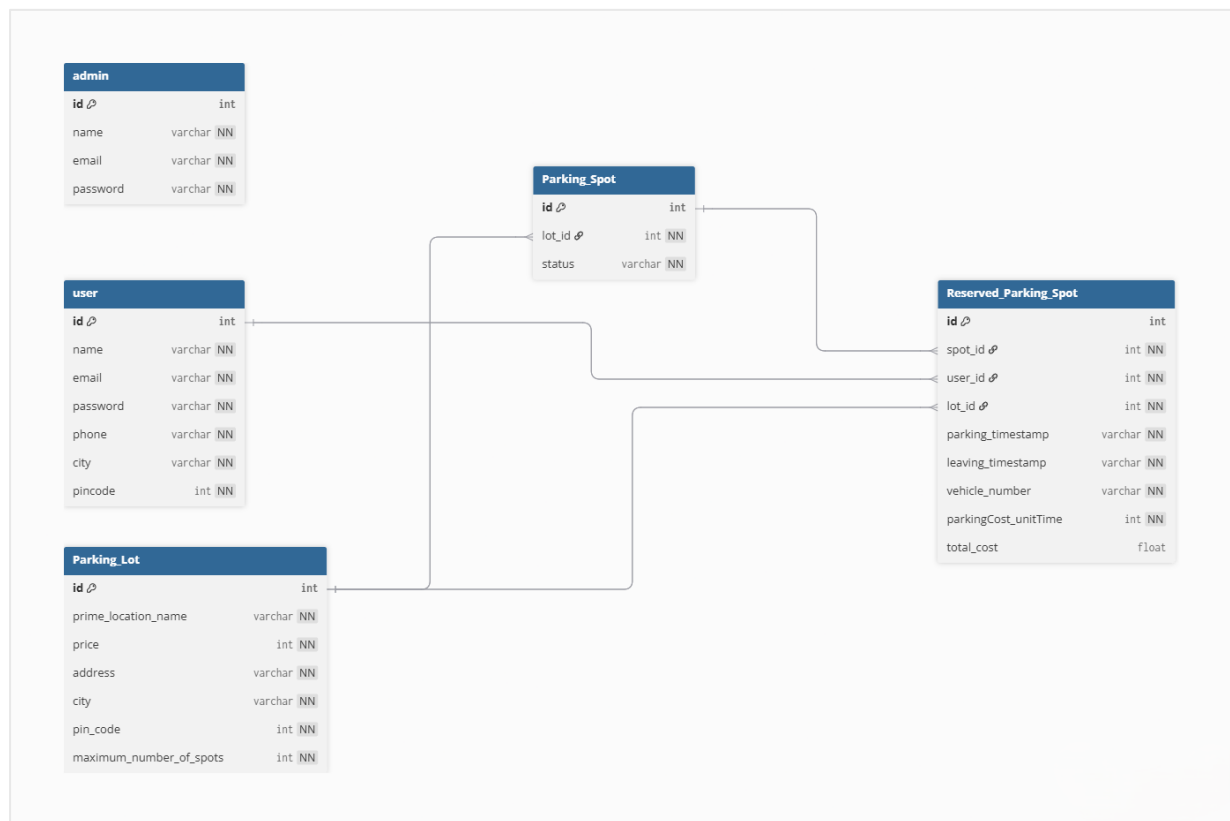 admin
id int
name varchar NN
email varchar NN
password varchar NN
user
id int
name varchar NN
email varchar NN
password varchar NN
phone varchar NN
city varchar NN
pincode int NN
Parking_Lot
id int
prime_location_name varchar NN
price int NN
address varchar NN
city varchar NN
pin_code int NN
maximum_number_of_spots int NN
Parking_Spot
id int
lot_id int NN
status varchar NN
Reserved_Parking_Spot
id int
spot_id int NN
user_id int NN
lot_id int NN
parking_timestamp varchar NN
leaving_timestamp varchar NN
vehicle_number varchar NN
parkingCost_unitTime int NN
total_cost float